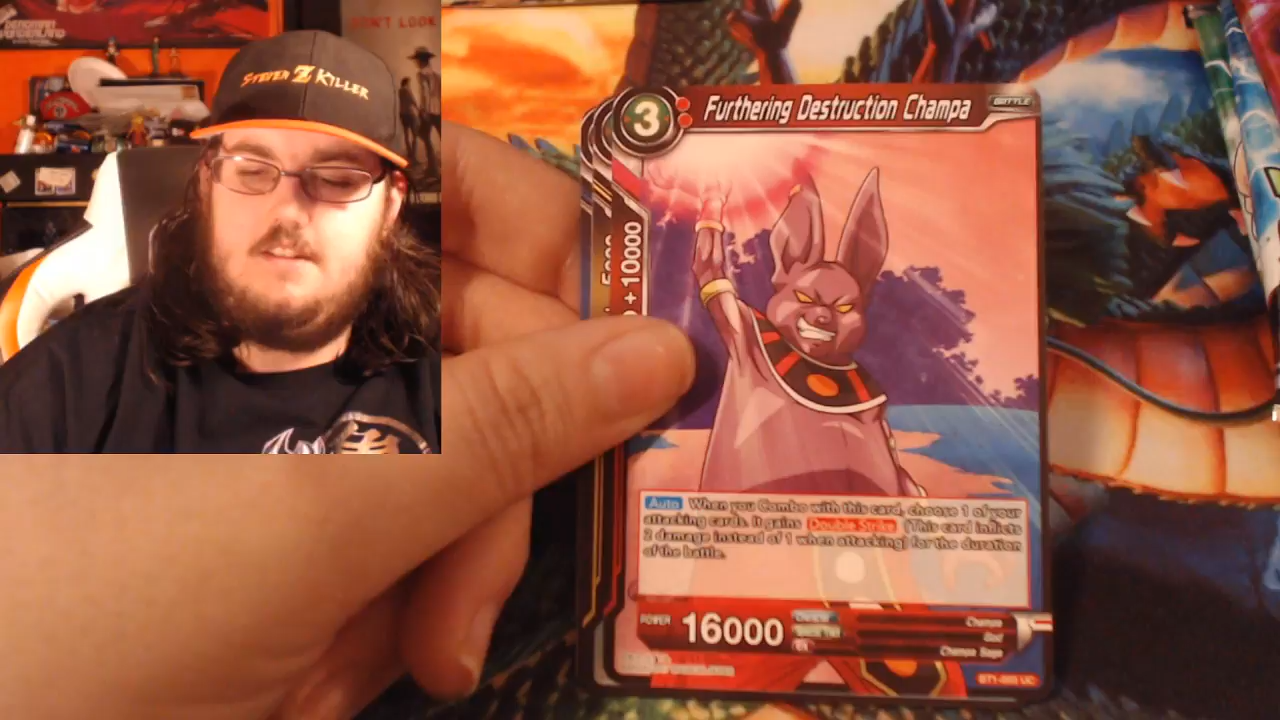 DON'T LOOK
STEVEN Z KILLER
3
Furthering Destruction Champa
BATTLE
+10000
Auto When you Combo with this card, choose 1 of your
attacking cards. It gains Double Strike (This card inflicts
2 damage instead of 1 when attacking) for the duration
of the battle.
POWER 16000
Champa
God
Champa Saga
UC